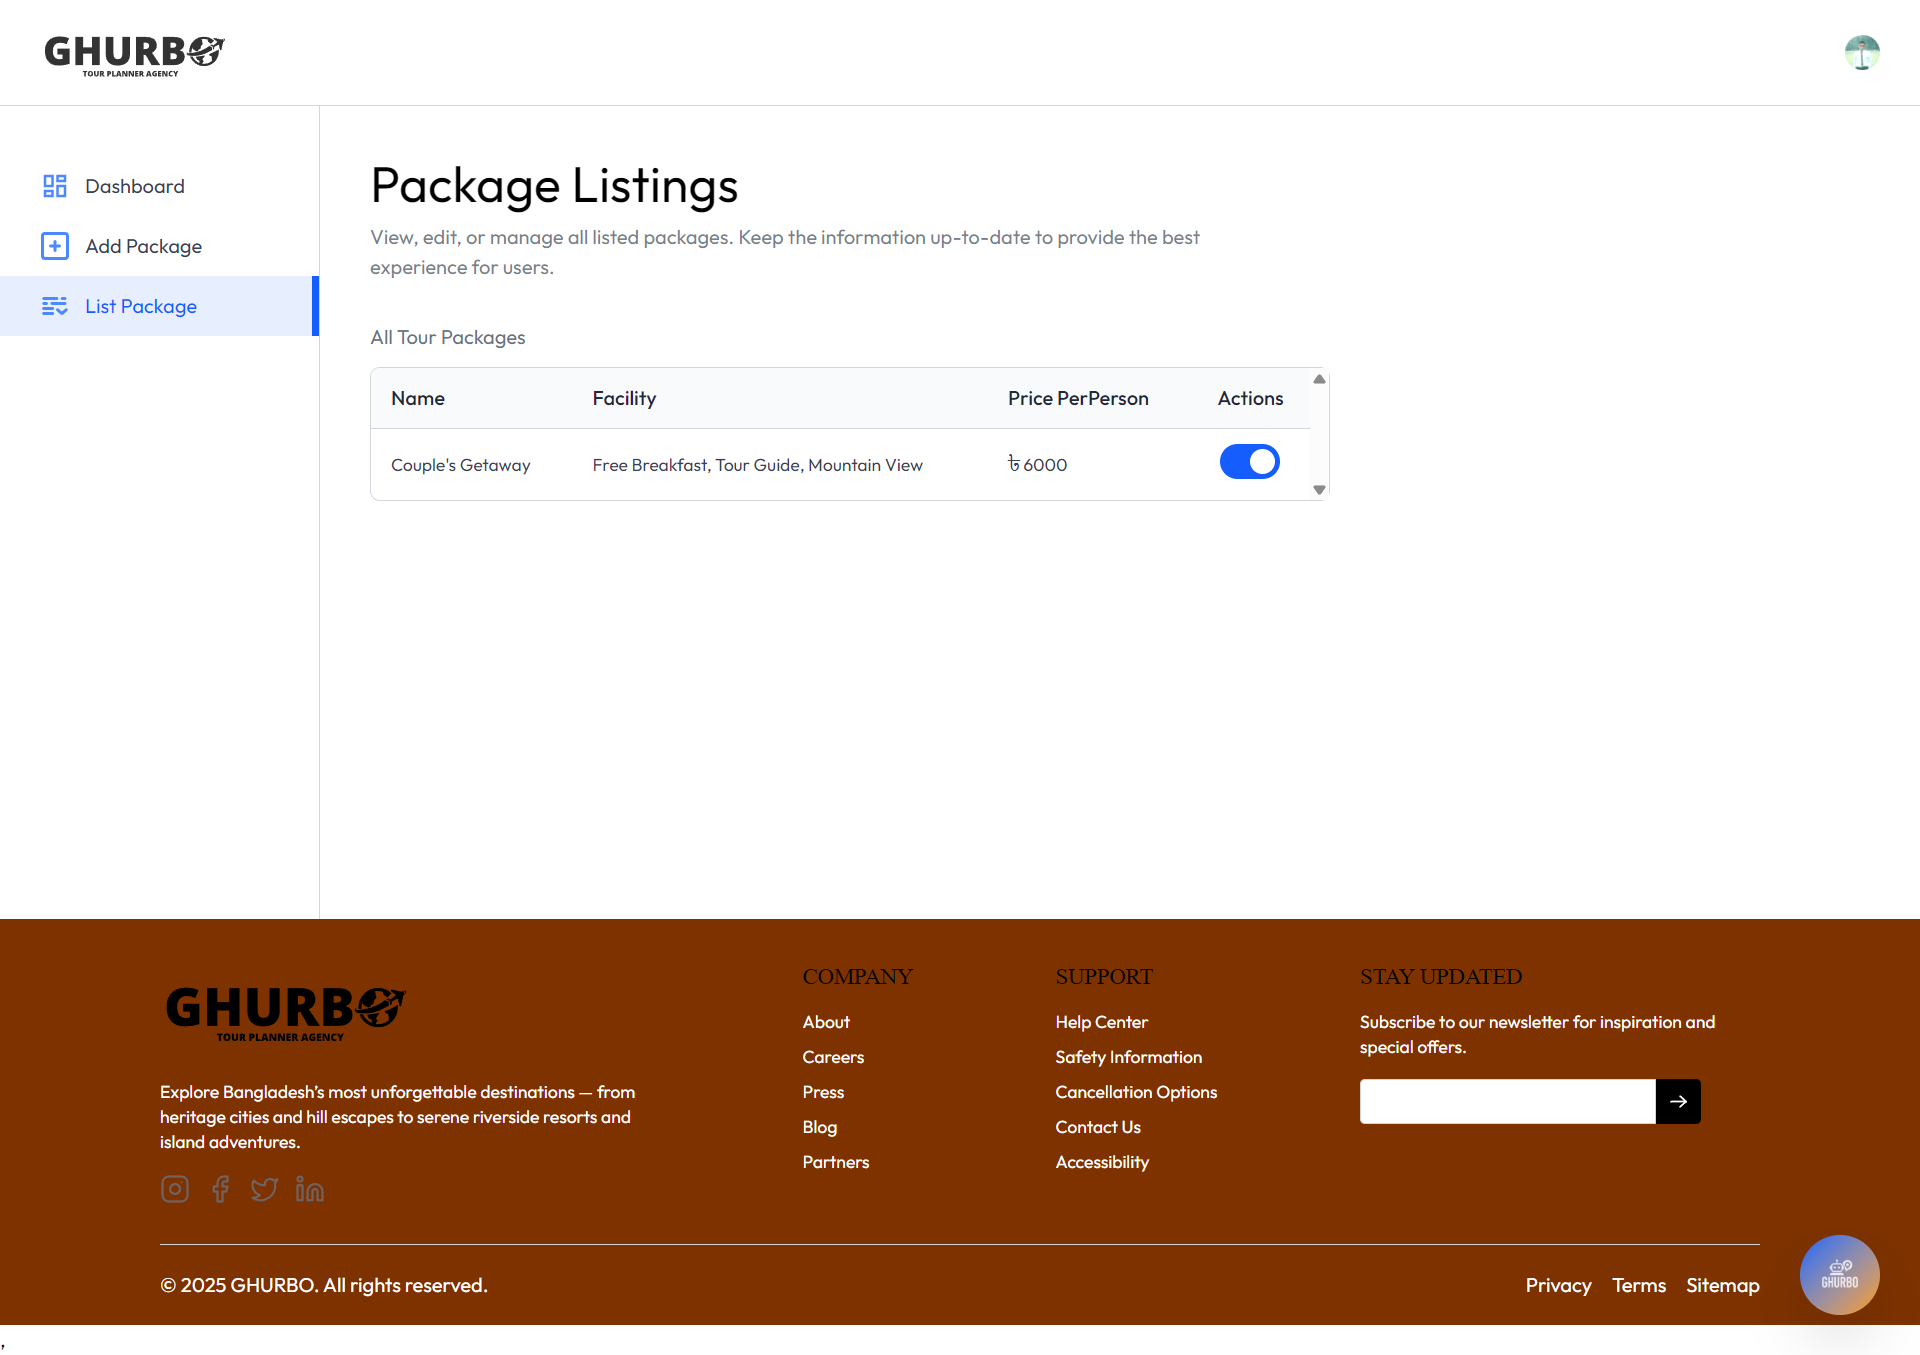 GHURBO
TOUR PLANNER AGENCY
Dashboard
Add Package
List Package
Package Listings
View, edit, or manage all listed packages. Keep the information up-to-date to provide the best
experience for users.
All Tour Packages
Name Facility Price PerPerson Actions
Couple's Getaway Free Breakfast, Tour Guide, Mountain View ৳ 6000
GHURBO
TOUR PLANNER AGENCY
Explore Bangladesh’s most unforgettable destinations — from
heritage cities and hill escapes to serene riverside resorts and
island adventures.
COMPANY
About
Careers
Press
Blog
Partners
SUPPORT
Help Center
Safety Information
Cancellation Options
Contact Us
Accessibility
STAY UPDATED
Subscribe to our newsletter for inspiration and
special offers.
© 2025 GHURBO. All rights reserved.
Privacy Terms Sitemap
GHURBO
,